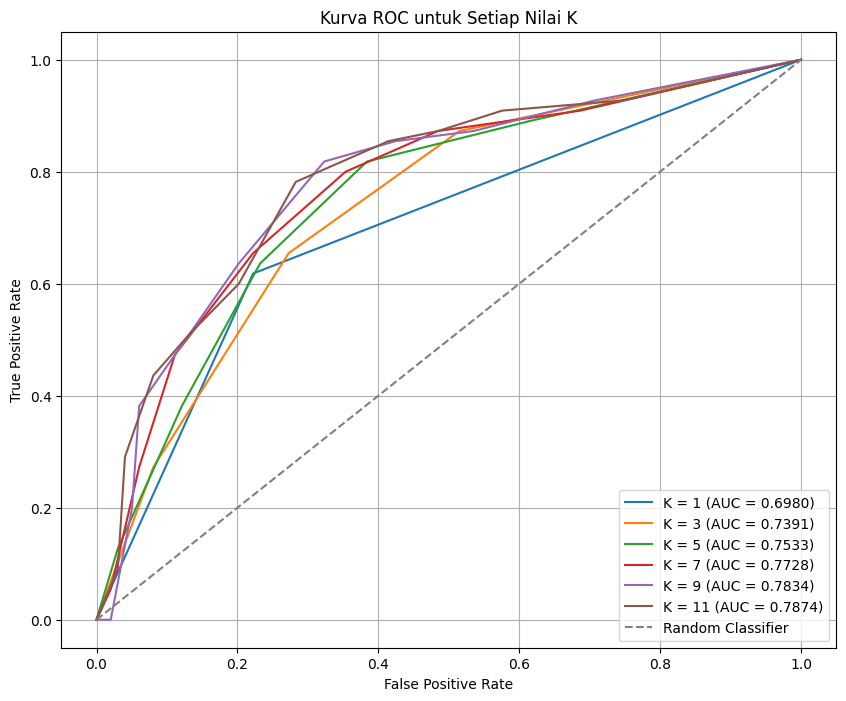 Kurva ROC untuk Setiap Nilai K
True Positive Rate
1.0
0.8
0.6
0.4
0.2
0.0
0.0 0.2 0.4 0.6 0.8 1.0
False Positive Rate
K = 1 (AUC = 0.6980)
K = 3 (AUC = 0.7391)
K = 5 (AUC = 0.7533)
K = 7 (AUC = 0.7728)
K = 9 (AUC = 0.7834)
K = 11 (AUC = 0.7874)
Random Classifier